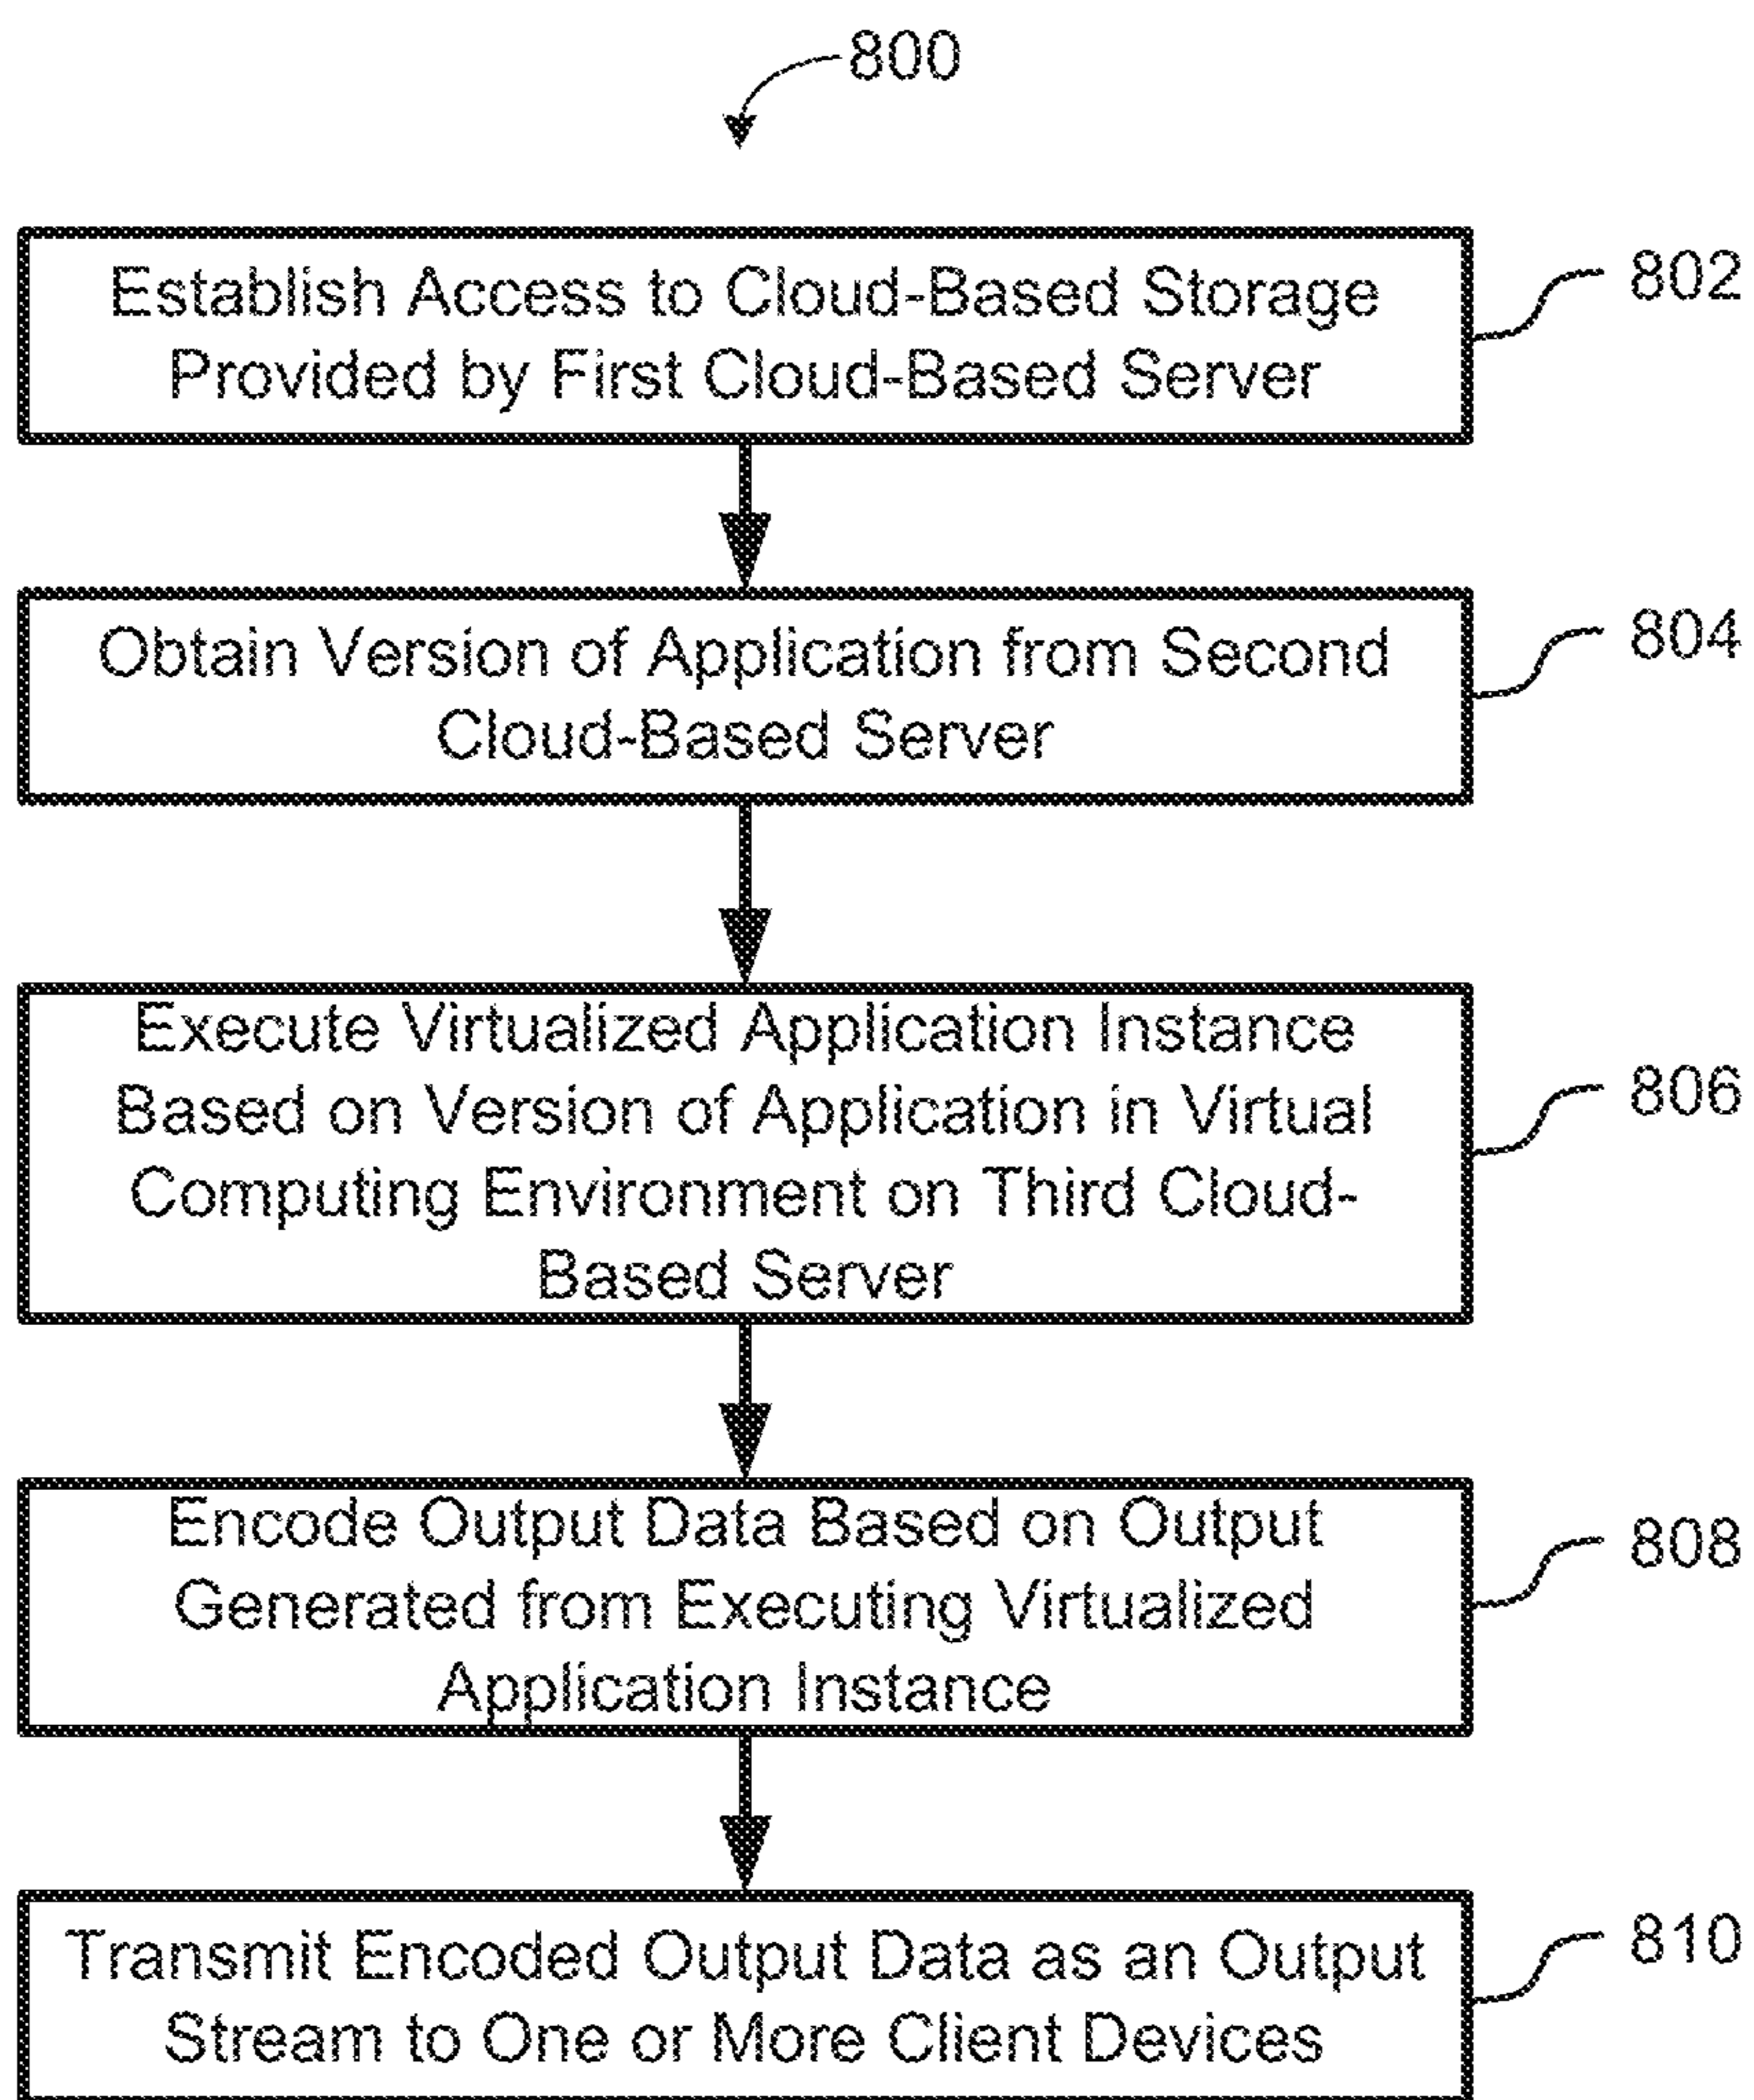 800
Establish Access to Cloud-Based Storage
Provided by First Cloud-Based Server
802
Obtain Version of Application from Second
Cloud-Based Server
804
Execute Virtualized Application Instance
Based on Version of Application in Virtual
Computing Environment on Third Cloud-
Based Server
806
Encode Output Data Based on Output
Generated from Executing Virtualized
Application Instance
808
Transmit Encoded Output Data as an Output
Stream to One or More Client Devices
810